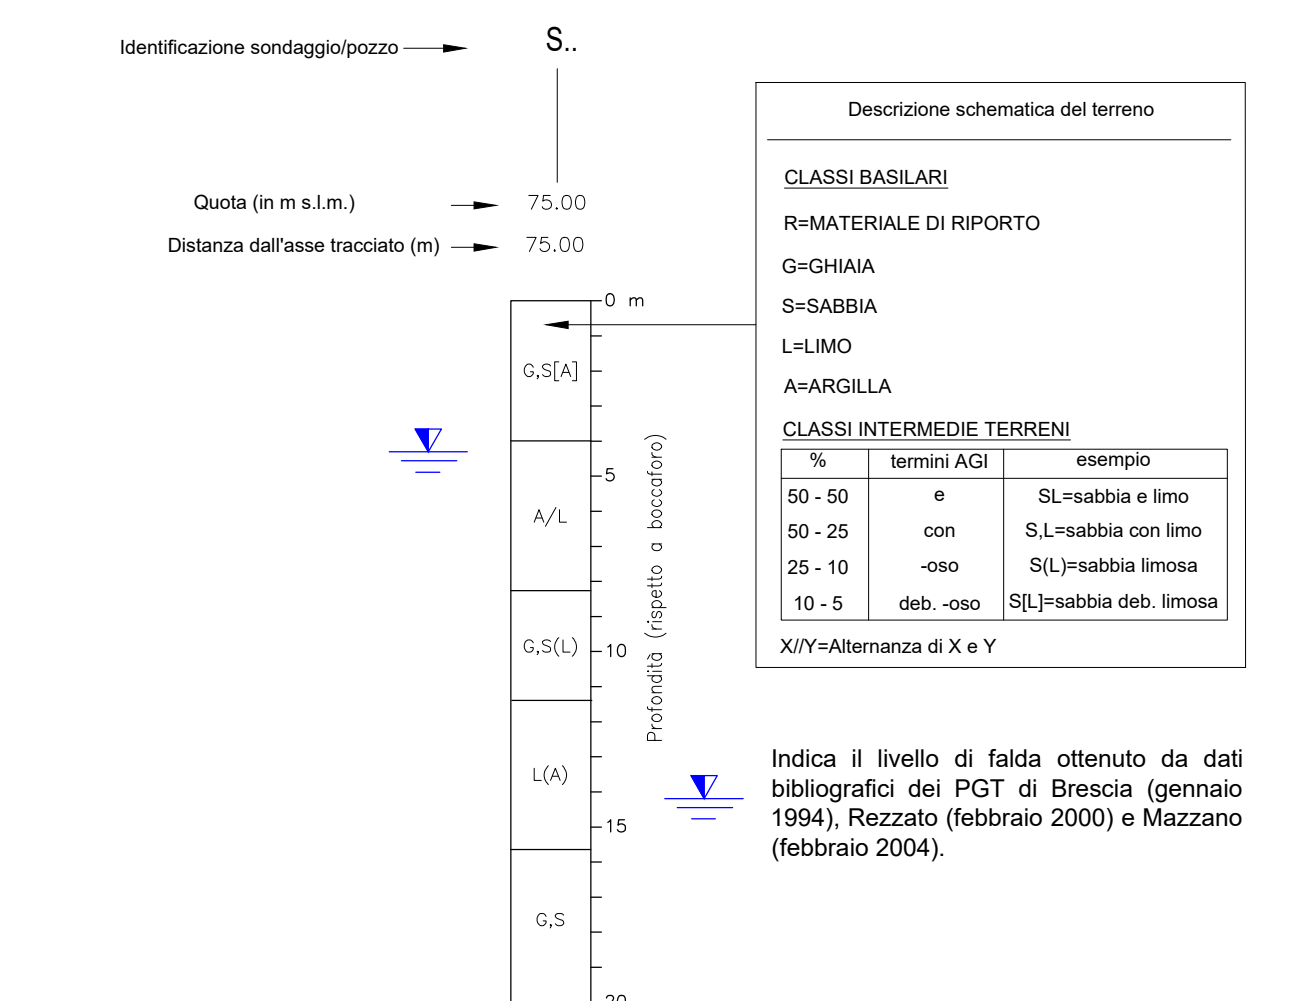 Identificazione sondaggio/pozzo
S..
Quota (in m s.l.m.)
75.00
Distanza dall'asse tracciato (m)
75.00
0 m
G,S[A]
5
A/L
G,S(L)
10
L(A)
15
G,S
20
Profondità (rispetto a boccaforo)
Descrizione schematica del terreno
CLASSI BASILARI
R=MATERIALE DI RIPORTO
G=GHIAIA
S=SABBIA
L=LIMO
A=ARGILLA
CLASSI INTERMEDIE TERRENI
% termini AGI esempio
50 - 50 e SL=sabbia e limo
50 - 25 con S,L=sabbia con limo
25 - 10 -oso S(L)=sabbia limosa
10 - 5 deb. -oso S[L]=sabbia deb. limosa
X//Y=Alternanza di X e Y
Indica il livello di falda ottenuto da dati
bibliografici dei PGT di Brescia (gennaio
1994), Rezzato (febbraio 2000) e Mazzano
(febbraio 2004).